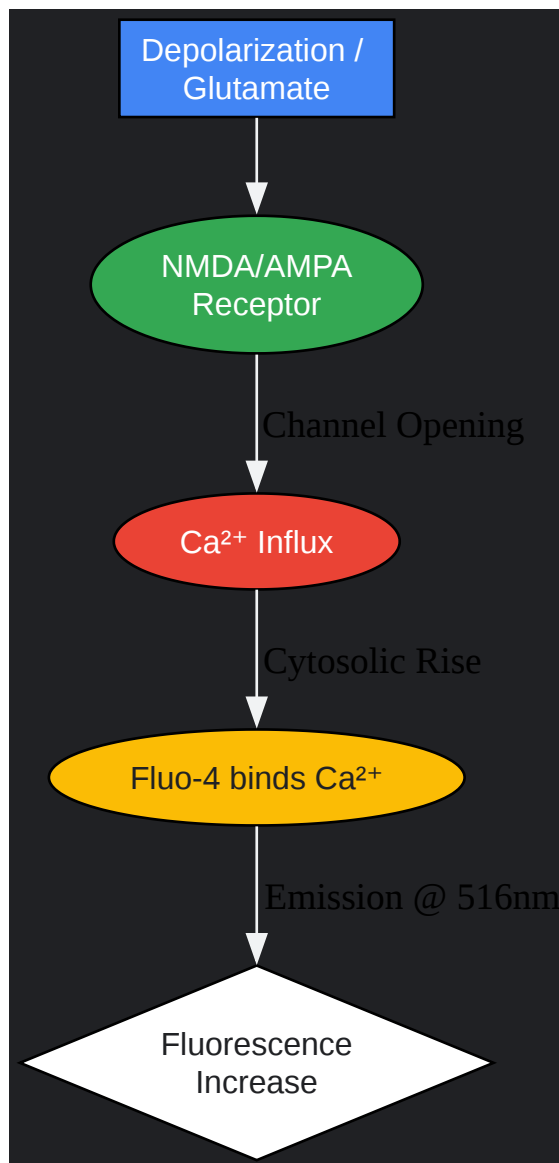 Depolarization /
Glutamate
NMDA/AMPA
Receptor
Channel Opening
Ca²⁺ Influx
Cytosolic Rise
Fluo-4 binds Ca²⁺
Emission @ 516nm
Fluorescence
Increase